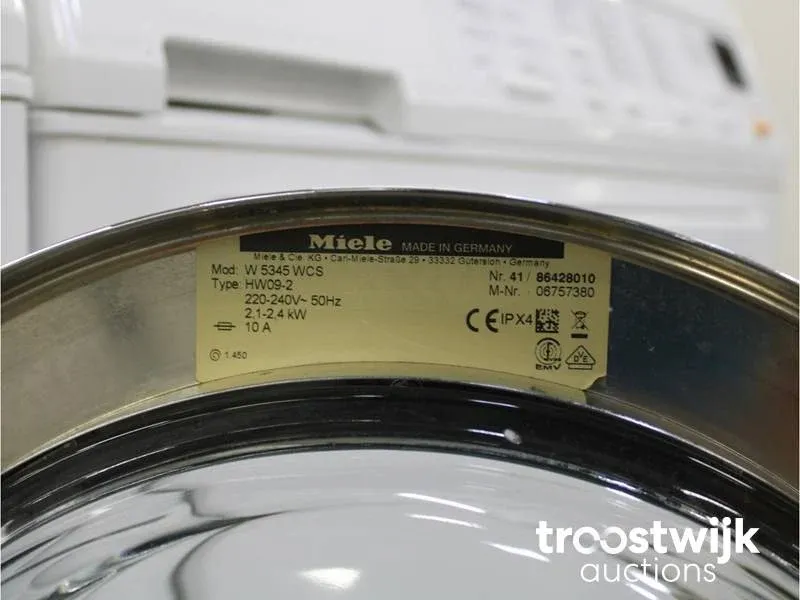 Miele MADE IN GERMANY
Miele & Cie. KG • Carl-Miele-Straße 29 • 33332 Gütersloh • Germany
Mod: W 5345 WCS
Nr. 41 / 86428010
Type: HW09-2
M-Nr. 06757380
220-240V~ 50Hz
2,1-2,4 kW
10 A
CE IPX4
1.450
EMV
VDE
troostwijk
auctions